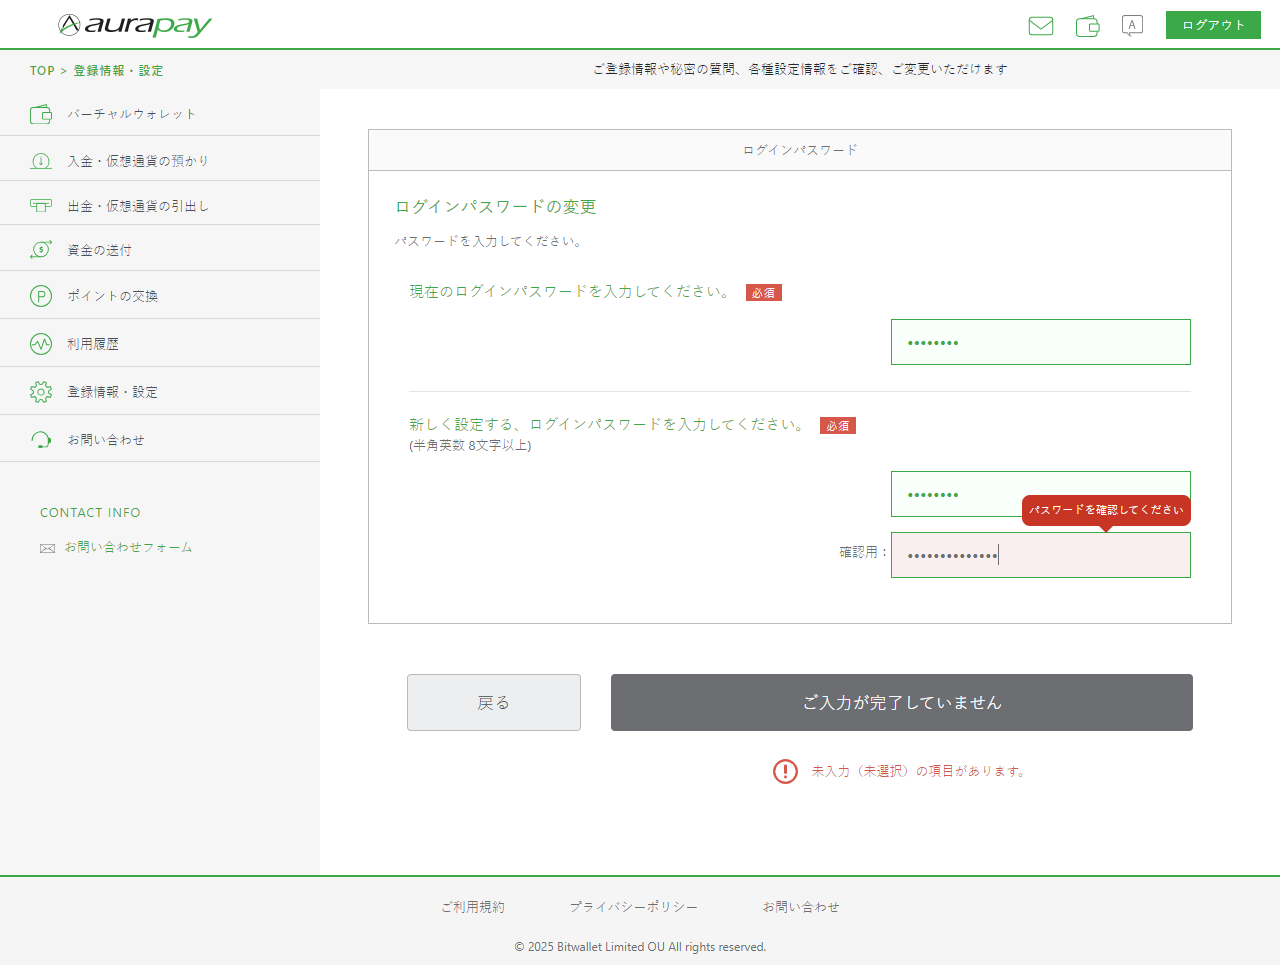 aurapay
A
ログアウト
TOP > 登録情報・設定
ご登録情報や秘密の質問、各種設定情報をご確認、ご変更いただけます
バーチャルウォレット
入金・仮想通貨の預かり
出金・仮想通貨の引出し
資金の送付
ポイントの交換
利用履歴
登録情報・設定
お問い合わせ
CONTACT INFO
お問い合わせフォーム
ログインパスワード
ログインパスワードの変更
パスワードを入力してください。
現在のログインパスワードを入力してください。 必須
••••••••
新しく設定する、ログインパスワードを入力してください。 必須
(半角英数 8文字以上)
••••••••
パスワードを確認してください
確認用： ••••••••••••••
戻る
ご入力が完了していません
未入力（未選択）の項目があります。
ご利用規約 プライバシーポリシー お問い合わせ
© 2025 Bitwallet Limited OU All rights reserved.